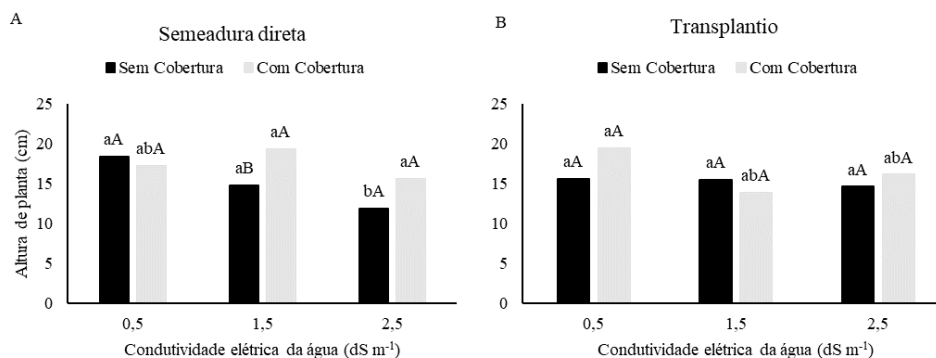 A
Semeadura direta
Sem Cobertura Com Cobertura
Altura de planta (cm)
25
20
15
10
5
0
aA abA
aB aA
bA aA
0,5 1,5 2,5
Condutividade elétrica da água (dS m⁻¹)
B
Transplantio
Sem Cobertura Com Cobertura
25
20
15
10
5
0
aA aA
aA abA
aA abA
0,5 1,5 2,5
Condutividade elétrica da água (dS m⁻¹)